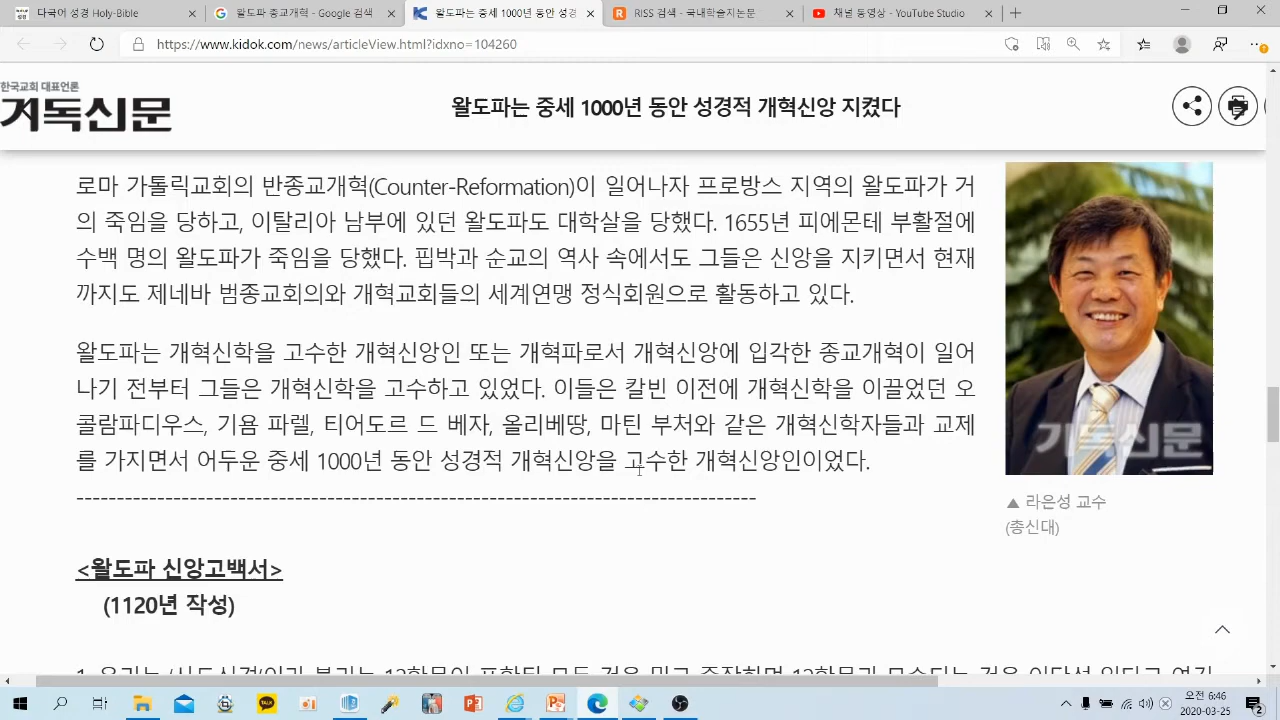 다국어 성경 Holy Bible
왈도파 종교개혁 - Google 검색
왈도파는 중세 1000년 동안 성경
RISS 검색 - 국내학술지논문
채널 동영상 - YouTube Studio
https://www.kidok.com/news/articleView.html?idxno=104260
한국교회 대표언론
기독신문
왈도파는 중세 1000년 동안 성경적 개혁신앙 지켰다
로마 가톨릭교회의 반종교개혁(Counter-Reformation)이 일어나자 프로방스 지역의 왈도파가 거
의 죽임을 당하고, 이탈리아 남부에 있던 왈도파도 대학살을 당했다. 1655년 피에몬테 부활절에
수백 명의 왈도파가 죽임을 당했다. 핍박과 순교의 역사 속에서도 그들은 신앙을 지키면서 현재
까지도 제네바 범종교회의와 개혁교회들의 세계연맹 정식회원으로 활동하고 있다.
왈도파는 개혁신학을 고수한 개혁신앙인 또는 개혁파로서 개혁신앙에 입각한 종교개혁이 일어
나기 전부터 그들은 개혁신학을 고수하고 있었다. 이들은 칼빈 이전에 개혁신학을 이끌었던 오
콜람파디우스, 기욤 파렐, 티어도르 드 베자, 올리베땅, 마틴 부처와 같은 개혁신학자들과 교제
를 가지면서 어두운 중세 1000년 동안 성경적 개혁신앙을 고수한 개혁신앙인이었다.
--------------------------------------------------------------------------------------
기독신문
▲ 라은성 교수
(총신대)
<왈도파 신앙고백서>
(1120년 작성)
오전 6:46
2020-03-25